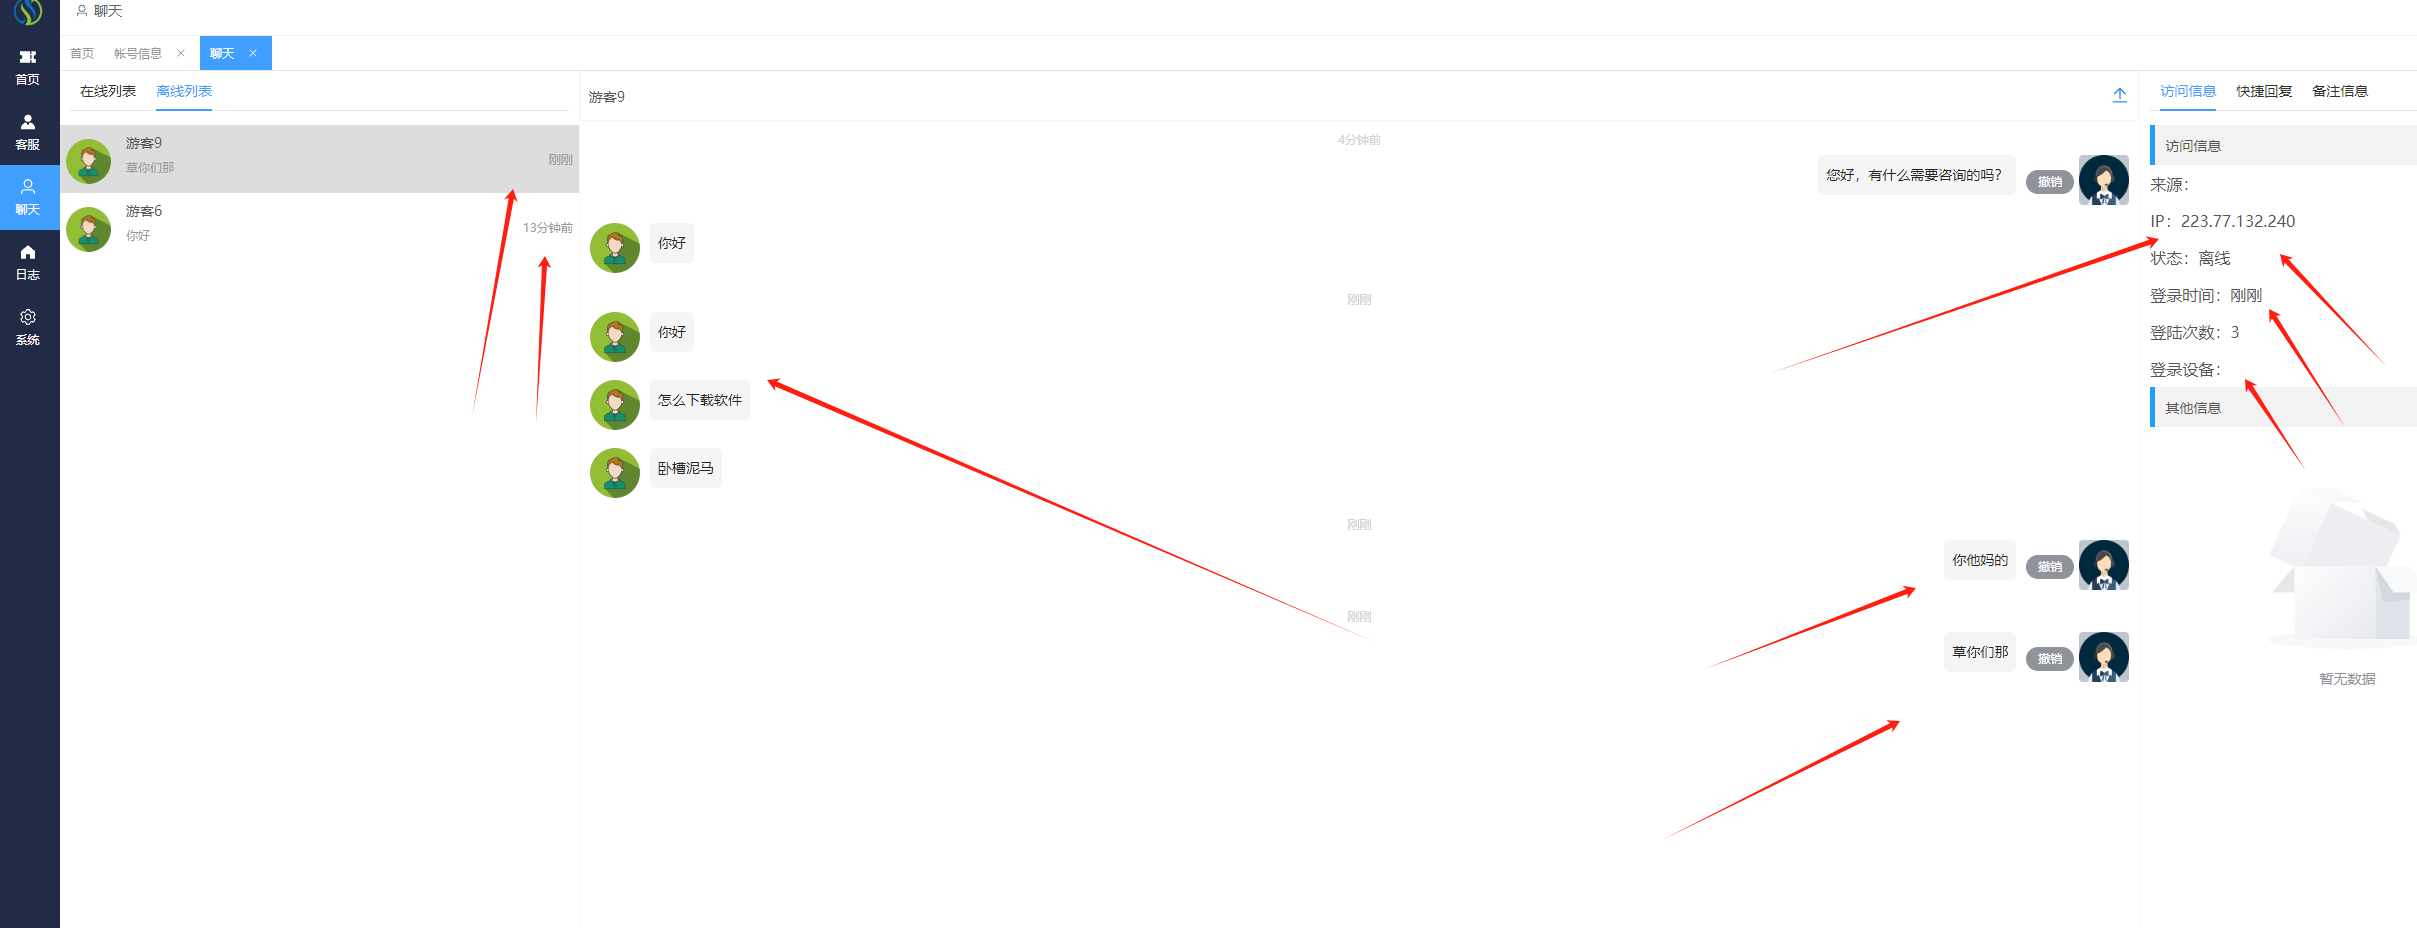 聊天
首页
客服
聊天
日志
系统
首页 帐号信息 聊天
在线列表 离线列表
游客9
草你们那
刚刚
游客6
你好
13分钟前
游客9
4分钟前
您好，有什么需要咨询的吗？
撤销
你好
刚刚
你好
怎么下载软件
卧槽泥马
刚刚
你他妈的
撤销
刚刚
草你们那
撤销
访问信息 快捷回复 备注信息
访问信息
来源：
IP：223.77.132.240
状态：离线
登录时间：刚刚
登陆次数：3
登录设备：
其他信息
暂无数据